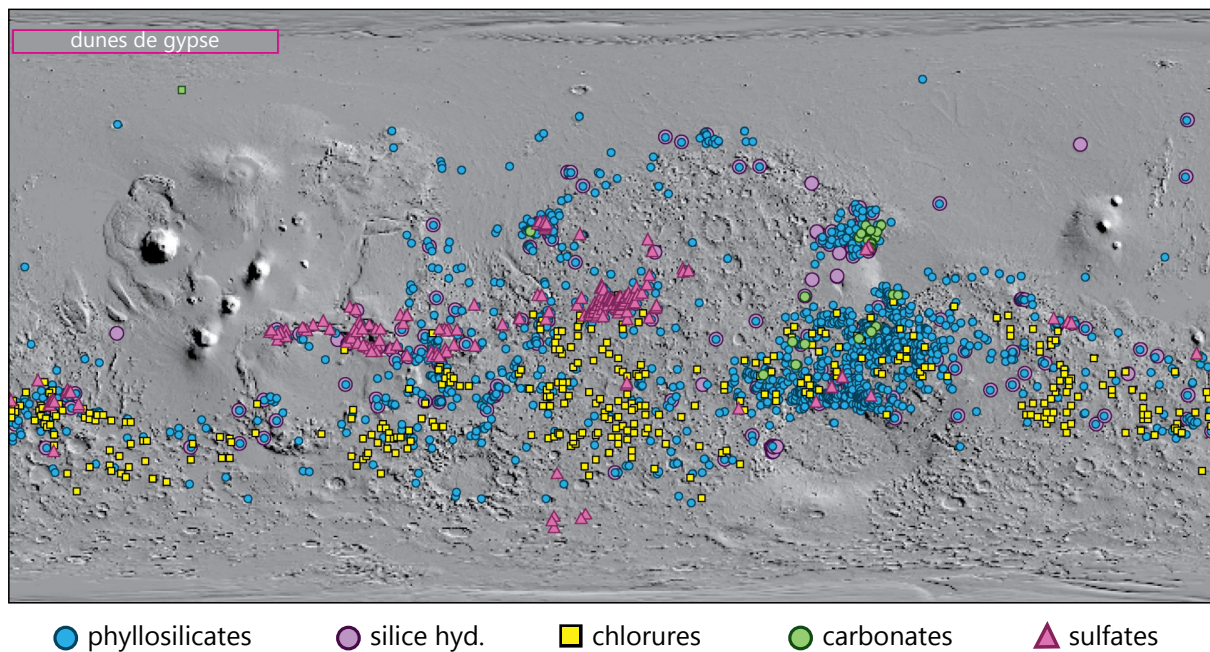 dunes de gypse
phyllosilicates silice hyd. chlorures carbonates sulfates